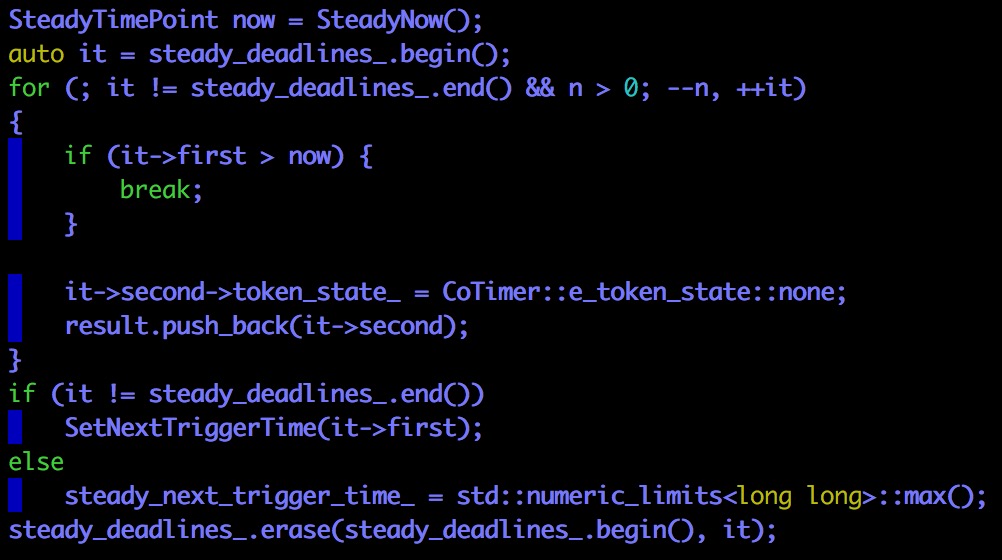 SteadyTimePoint now = SteadyNow();
auto it = steady_deadlines_.begin();
for (; it != steady_deadlines_.end() && n > 0; --n, ++it)
{
    if (it->first > now) {
        break;
    }

    it->second->token_state_ = CoTimer::e_token_state::none;
    result.push_back(it->second);
}
if (it != steady_deadlines_.end())
    SetNextTriggerTime(it->first);
else
    steady_next_trigger_time_ = std::numeric_limits<long long>::max();
steady_deadlines_.erase(steady_deadlines_.begin(), it);